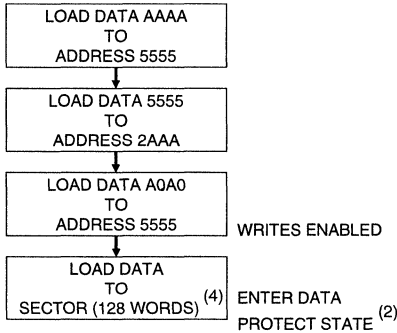 LOAD DATA AAAA
TO
ADDRESS 5555
LOAD DATA 5555
TO
ADDRESS 2AAA
LOAD DATA A0A0
TO
ADDRESS 5555
WRITES ENABLED
LOAD DATA
TO
SECTOR (128 WORDS) (4)
ENTER DATA
PROTECT STATE (2)